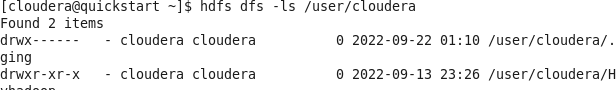 [cloudera@quickstart ~]$ hdfs dfs -ls /user/cloudera
Found 2 items
drwx------   - cloudera cloudera          0 2022-09-22 01:10 /user/cloudera/.
ging
drwxr-xr-x   - cloudera cloudera          0 2022-09-13 23:26 /user/cloudera/H